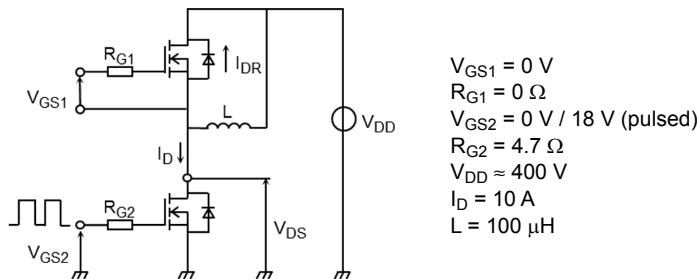 R_G1
I_DR
V_GS1
L
V_DD
I_D
R_G2
V_DS
V_GS2
V_GS1 = 0 V
R_G1 = 0 Ω
V_GS2 = 0 V / 18 V (pulsed)
R_G2 = 4.7 Ω
V_DD ≈ 400 V
I_D = 10 A
L = 100 μH